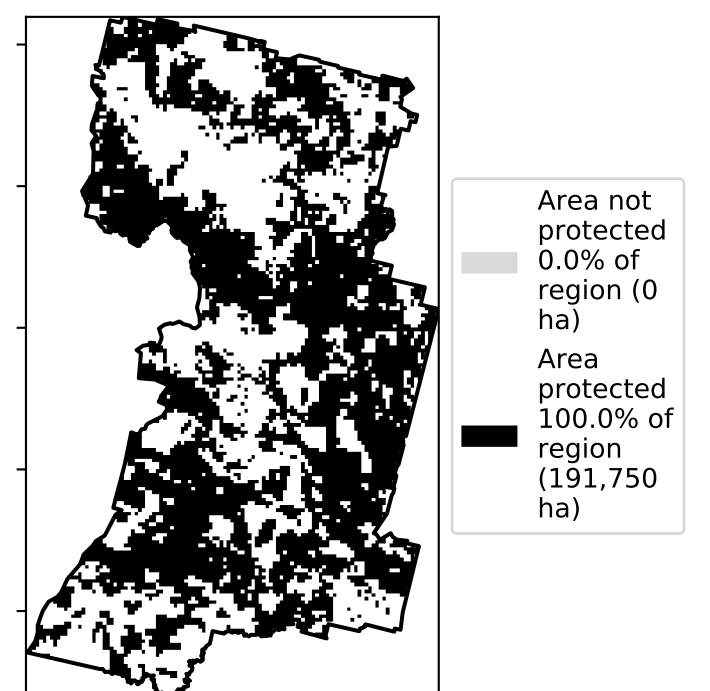 Area not
protected
0.0% of
region (0
ha)
Area
protected
100.0% of
region
(191,750
ha)